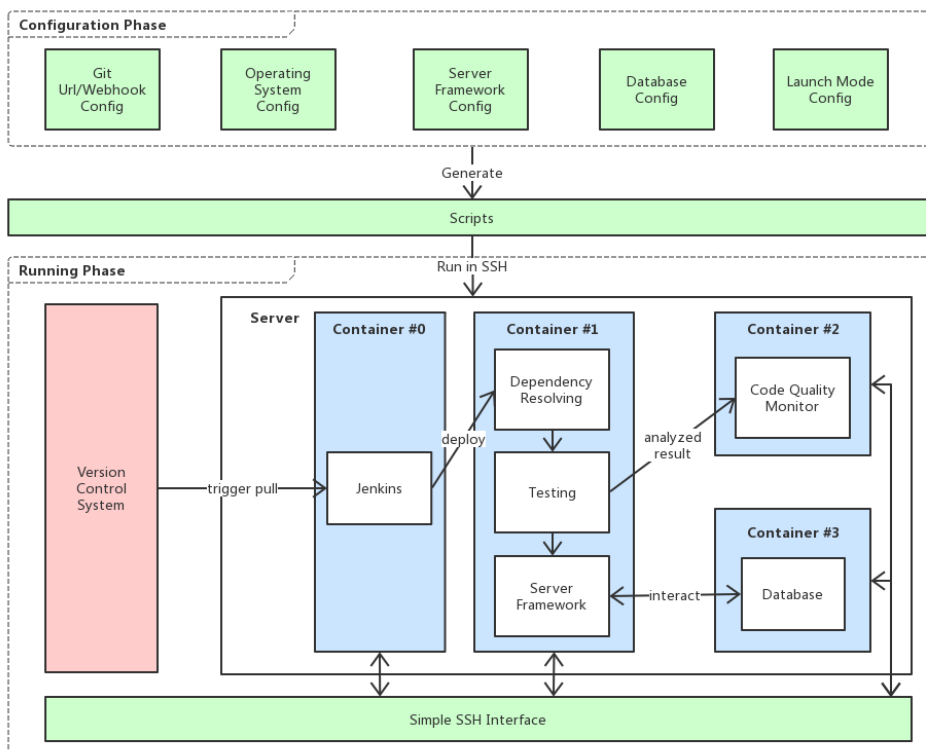 Configuration Phase
Git
Url/Webhook
Config
Operating
System
Config
Server
Framework
Config
Database
Config
Launch Mode
Config
Generate
Scripts
Run in SSH
Running Phase
Version
Control
System
trigger pull
Server
Container #0
Jenkins
deploy
Container #1
Dependency
Resolving
Testing
Server
Framework
analyzed
result
interact
Container #2
Code Quality
Monitor
Container #3
Database
Simple SSH Interface